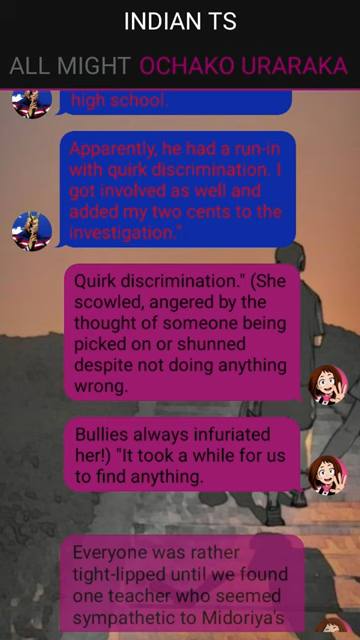 INDIAN TS
ALL MIGHT OCHAKO URARAKA
high school.
Apparently, he had a run-in
with quirk discrimination. I
got involved as well and
added my two cents to the
investigation."
Quirk discrimination." (She
scowled, angered by the
thought of someone being
picked on or shunned
despite not doing anything
wrong.
Bullies always infuriated
her!) "It took a while for us
to find anything.
Everyone was rather
tight-lipped until we found
one teacher who seemed
sympathetic to Midoriya's